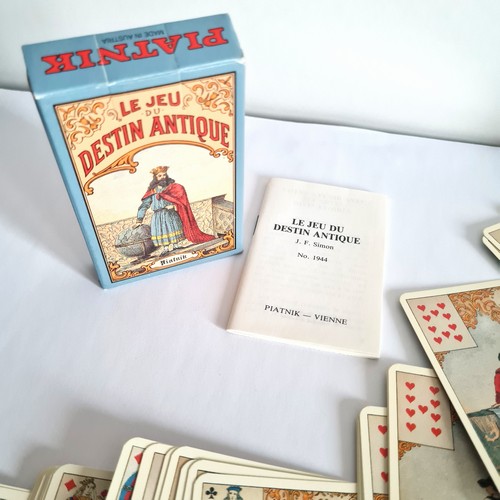 PIATNIK
MADE IN AUSTRIA
LE JEU
DU
DESTIN ANTIQUE
Piatnik
LE JEU DU
DESTIN ANTIQUE
J. F. Simon
No. 1944
PIATNIK — VIENNE